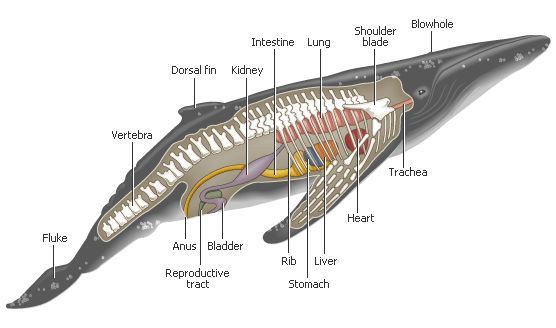 Blowhole
Shoulder
blade
Intestine
Lung
Dorsal fin
Kidney
Vertebra
Trachea
Heart
Fluke
Anus
Bladder
Rib
Liver
Reproductive
tract
Stomach